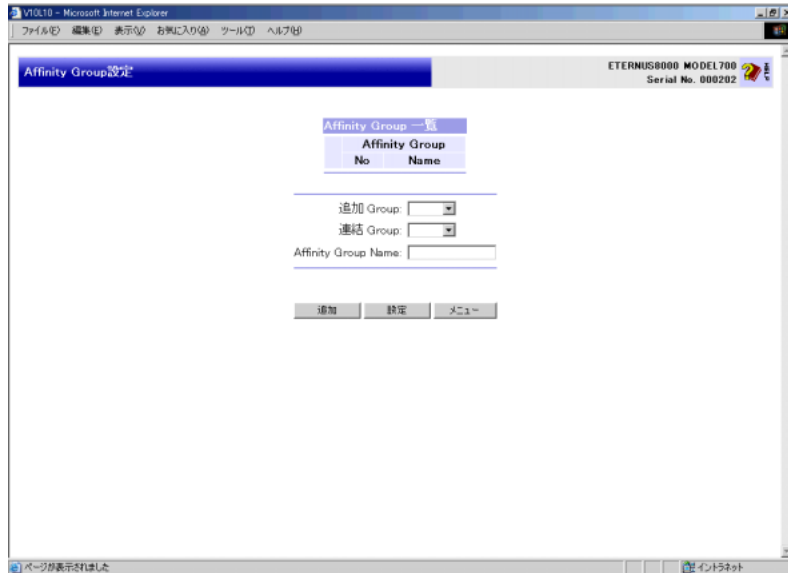 V10L10 - Microsoft Internet Explorer
ファイル(F) 編集(E) 表示(V) お気に入り(A) ツール(T) ヘルプ(H)
Affinity Group設定
ETERNUS8000 MODEL700
Serial No. 000202
Affinity Group 一覧
Affinity Group
No Name
追加 Group:
連結 Group:
Affinity Group Name:
追加 設定 メニュー
ページが表示されました
イントラネット